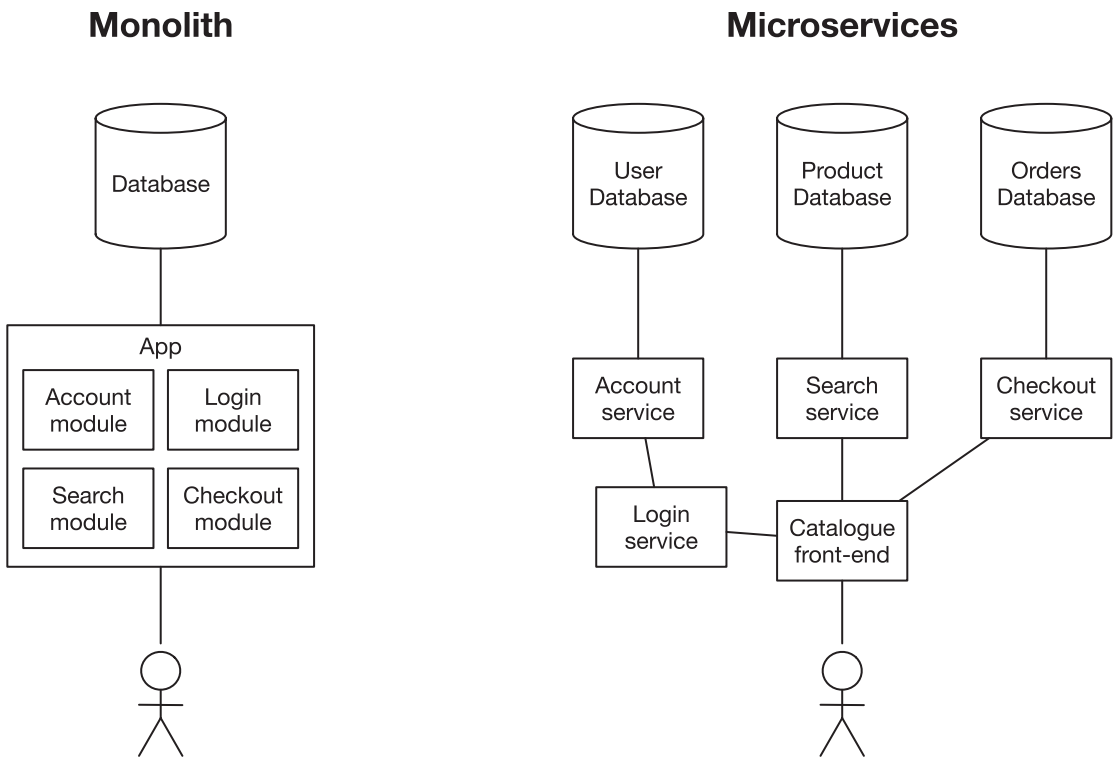 Monolith
Database
App
Account
module
Login
module
Search
module
Checkout
module
Microservices
User
Database
Product
Database
Orders
Database
Account
service
Search
service
Checkout
service
Login
service
Catalogue
front-end